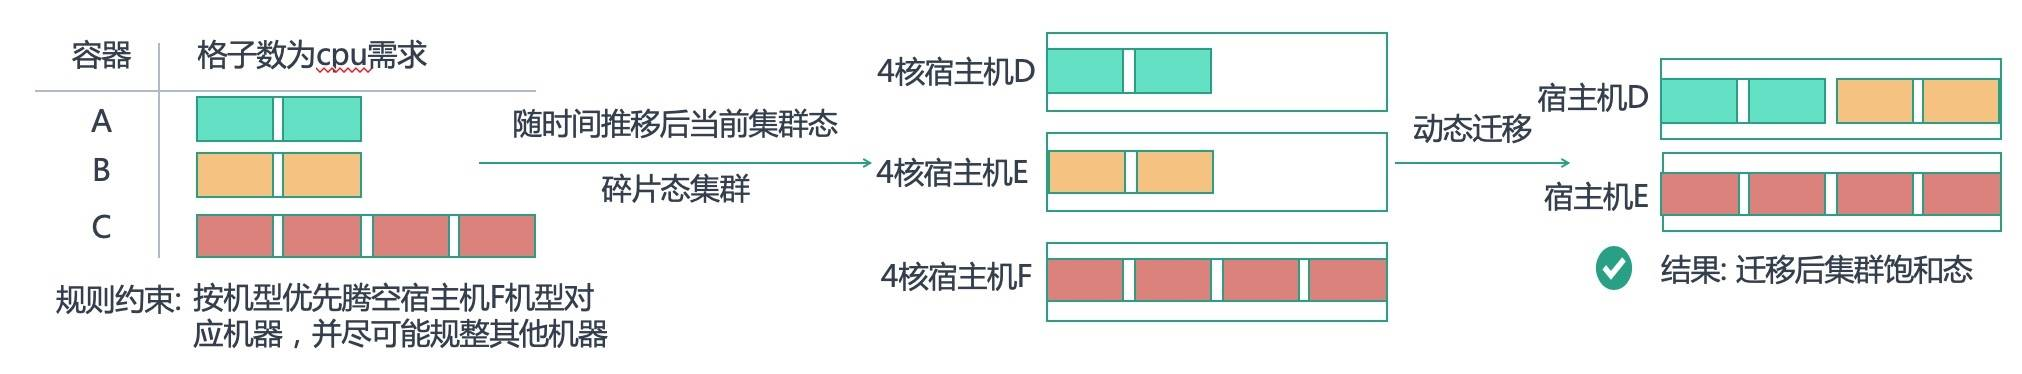 容器
格子数为cpu需求
A
B
C
规则约束: 按机型优先腾空宿主机F机型对
应机器，并尽可能规整其他机器
随时间推移后当前集群态
碎片态集群
4核宿主机D
4核宿主机E
4核宿主机F
动态迁移
宿主机D
宿主机E
结果: 迁移后集群饱和态